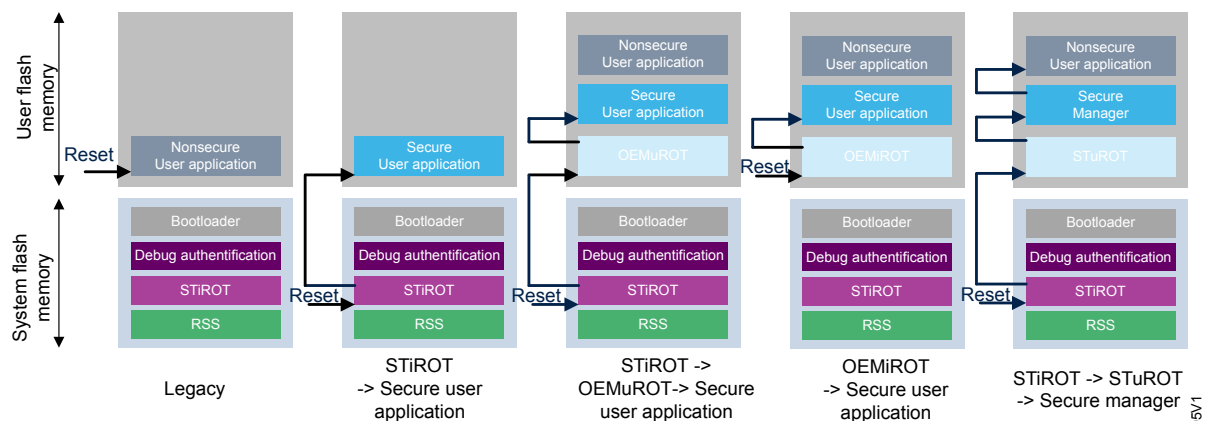 User flash
memory
Reset
Nonsecure
User application
Secure
User application
Nonsecure
User application
Secure
User application
OEMuROT
Nonsecure
User application
Secure
User application
OEMiROT
Reset
Nonsecure
User application
Secure
Manager
STuROT
System flash
memory
Bootloader
Debug authentification
STiROT
RSS
Reset
Bootloader
Debug authentification
STiROT
RSS
Reset
Bootloader
Debug authentification
STiROT
RSS
Bootloader
Debug authentification
STiROT
RSS
Reset
Bootloader
Debug authentification
STiROT
RSS
Legacy
STiROT
-> Secure user
application
STiROT ->
OEMuROT-> Secure
user application
OEMiROT
-> Secure user
application
STiROT -> STuROT
-> Secure manager